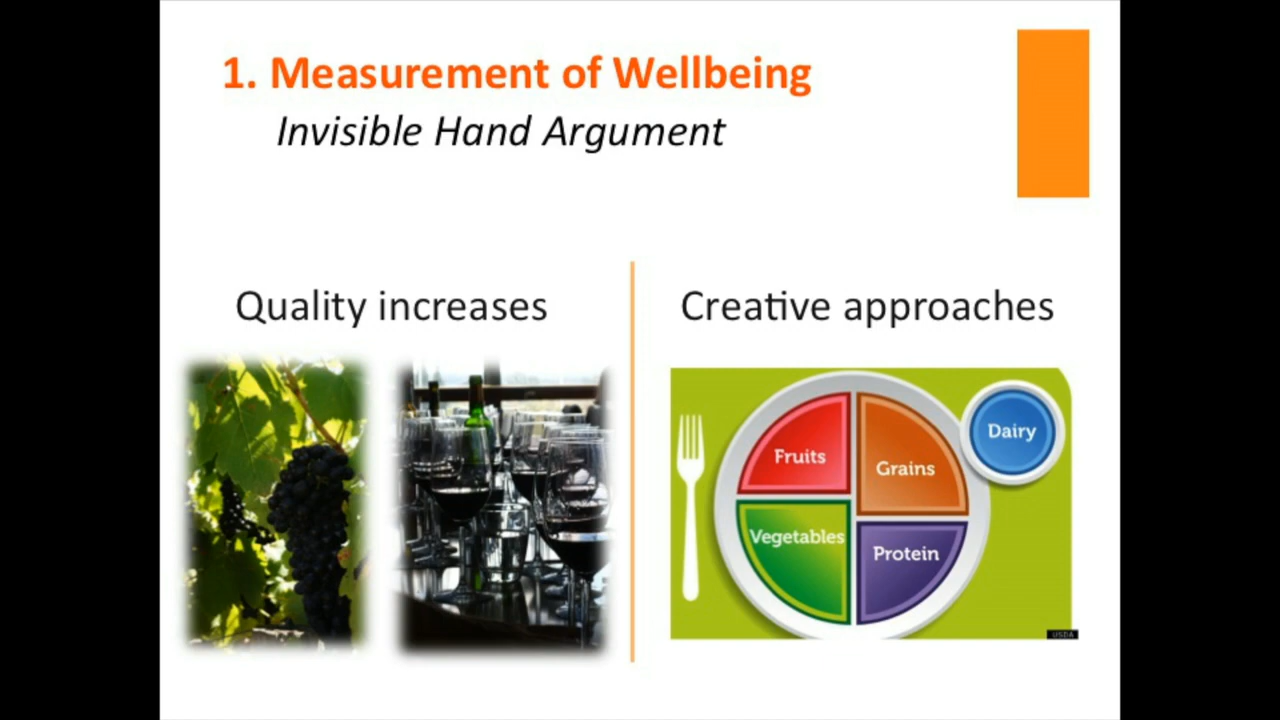 1. Measurement of Wellbeing
Invisible Hand Argument
Quality increases
Creative approaches
Fruits
Grains
Dairy
Vegetables
Protein
USDA